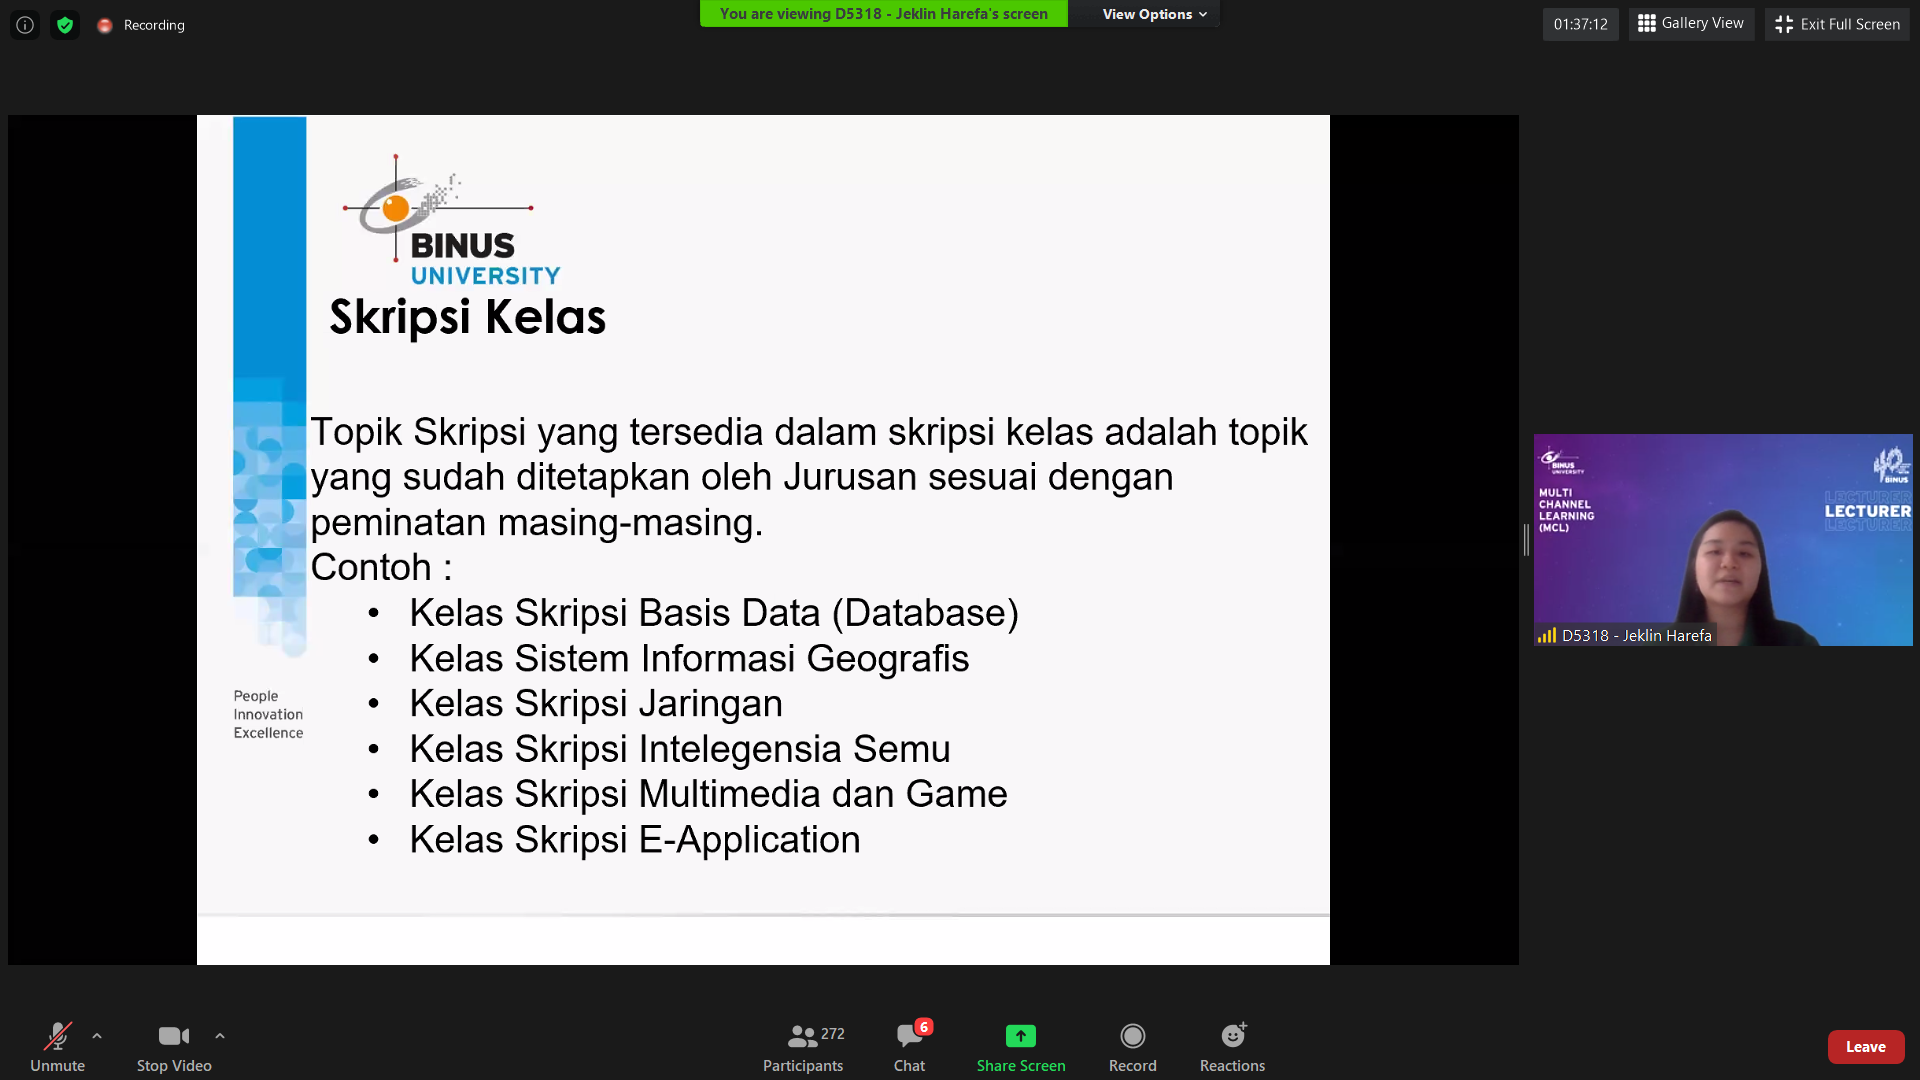 Recording
You are viewing D5318 - Jeklin Harefa's screen
View Options
01:37:12
Gallery View
Exit Full Screen
BINUS
UNIVERSITY
Skripsi Kelas
Topik Skripsi yang tersedia dalam skripsi kelas adalah topik
yang sudah ditetapkan oleh Jurusan sesuai dengan
peminatan masing-masing.
Contoh :
• Kelas Skripsi Basis Data (Database)
• Kelas Sistem Informasi Geografis
• Kelas Skripsi Jaringan
• Kelas Skripsi Intelegensia Semu
• Kelas Skripsi Multimedia dan Game
• Kelas Skripsi E-Application
People
Innovation
Excellence
BINUS
UNIVERSITY
MULTI
CHANNEL
LEARNING
(MCL)
BINUS
LECTURER
LECTURER
LECTURER
D5318 - Jeklin Harefa
Unmute
Stop Video
272
Participants
6
Chat
Share Screen
Record
Reactions
Leave